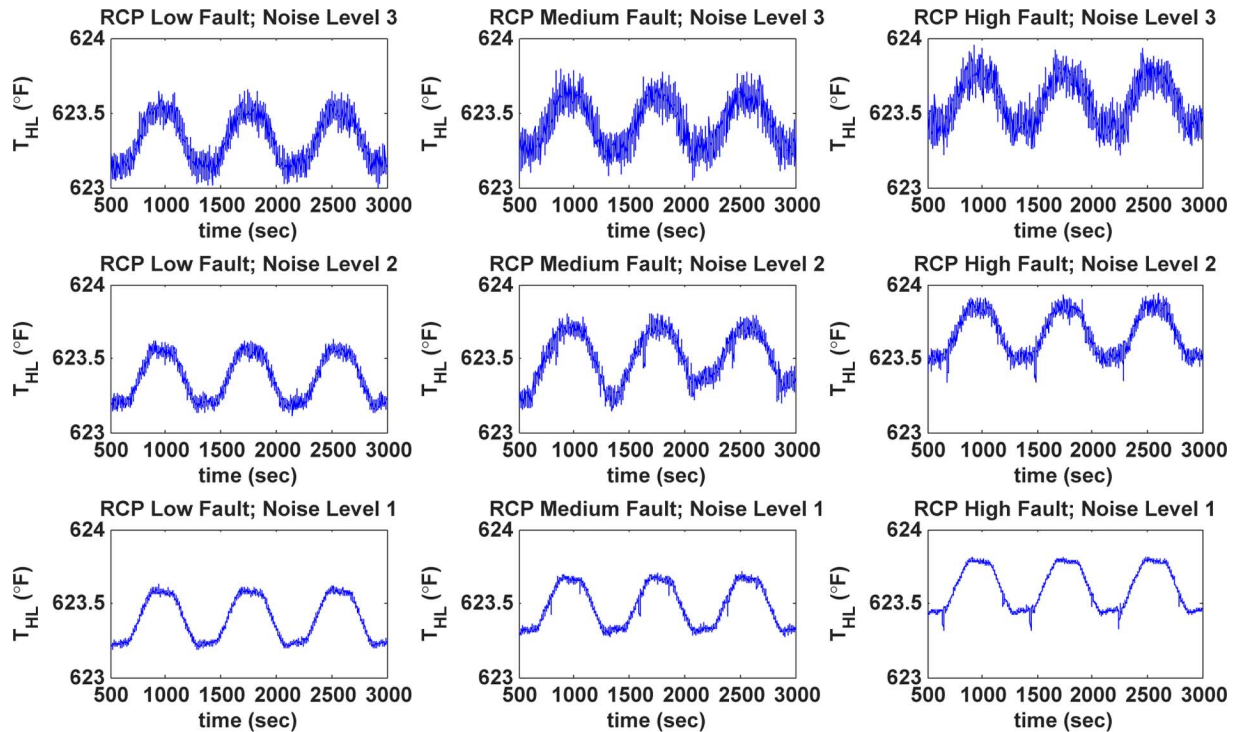 RCP Low Fault; Noise Level 3
624
623.5
623
T_HL (°F)
500 1000 1500 2000 2500 3000
time (sec)
RCP Medium Fault; Noise Level 3
624
623.5
623
T_HL (°F)
500 1000 1500 2000 2500 3000
time (sec)
RCP High Fault; Noise Level 3
624
623.5
623
T_HL (°F)
500 1000 1500 2000 2500 3000
time (sec)
RCP Low Fault; Noise Level 2
624
623.5
623
T_HL (°F)
500 1000 1500 2000 2500 3000
time (sec)
RCP Medium Fault; Noise Level 2
624
623.5
623
T_HL (°F)
500 1000 1500 2000 2500 3000
time (sec)
RCP High Fault; Noise Level 2
624
623.5
623
T_HL (°F)
500 1000 1500 2000 2500 3000
time (sec)
RCP Low Fault; Noise Level 1
624
623.5
623
T_HL (°F)
500 1000 1500 2000 2500 3000
time (sec)
RCP Medium Fault; Noise Level 1
624
623.5
623
T_HL (°F)
500 1000 1500 2000 2500 3000
time (sec)
RCP High Fault; Noise Level 1
624
623.5
623
T_HL (°F)
500 1000 1500 2000 2500 3000
time (sec)